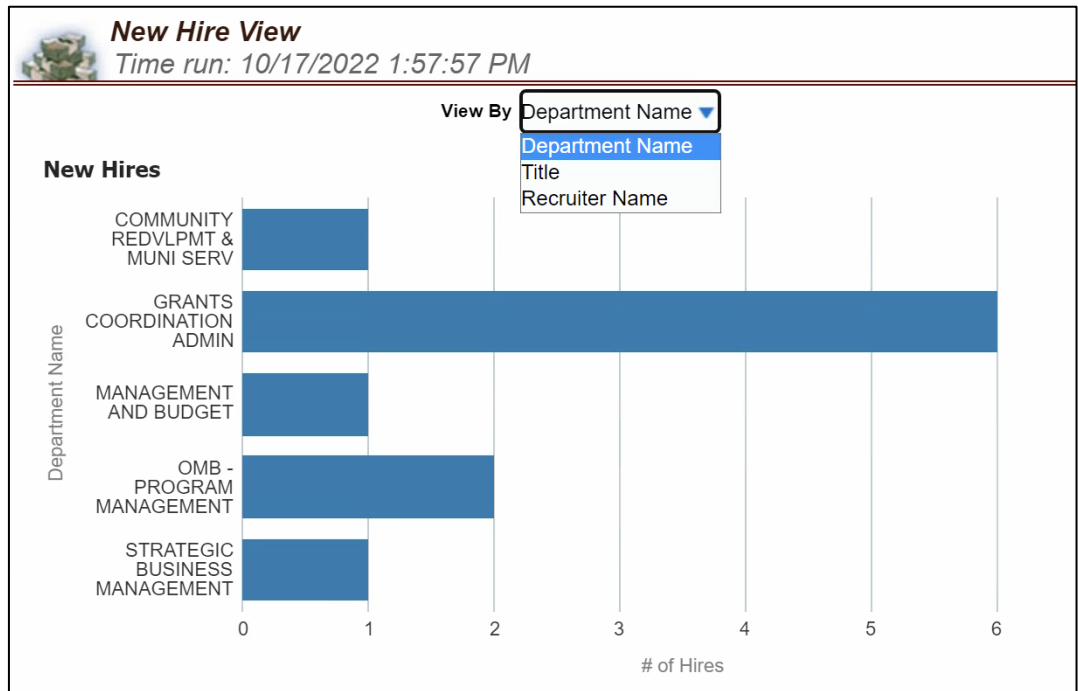 New Hire View
Time run: 10/17/2022 1:57:57 PM
View By Department Name
Department Name
Title
Recruiter Name
New Hires
COMMUNITY
REDVLPMT &
MUNI SERV
GRANTS
COORDINATION
ADMIN
MANAGEMENT
AND BUDGET
OMB -
PROGRAM
MANAGEMENT
STRATEGIC
BUSINESS
MANAGEMENT
Department Name
0 1 2 3 4 5 6
# of Hires